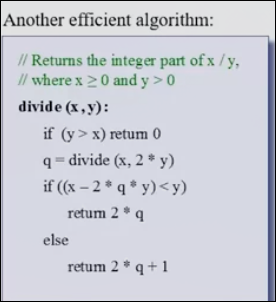 Another efficient algorithm:
// Returns the integer part of x / y,
// where x ≥ 0 and y > 0
divide (x,y):
if (y > x) return 0
q = divide (x, 2 * y)
if ((x – 2 * q * y) < y)
return 2 * q
else
return 2 * q + 1